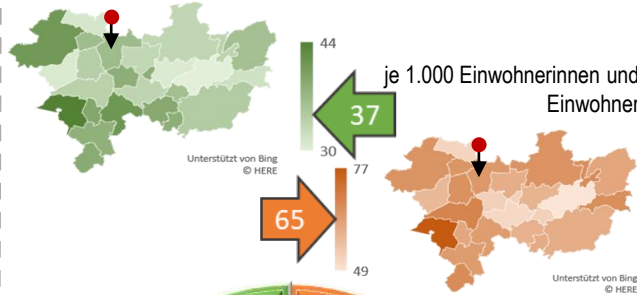 44
je 1.000 Einwohnerinnen und
Einwohner
37
30
Unterstützt von Bing
© HERE
77
65
49
Unterstützt von Bing
© HERE